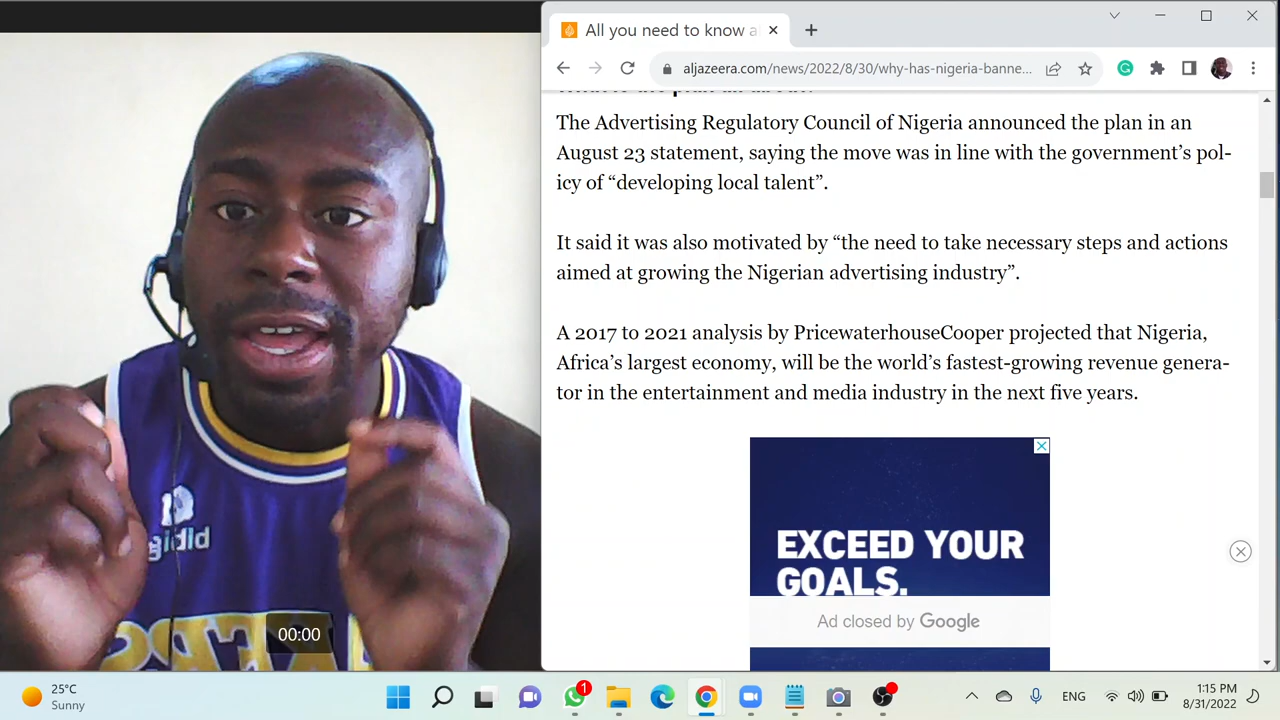 All you need to know a
aljazeera.com/news/2022/8/30/why-has-nigeria-banne...
The Advertising Regulatory Council of Nigeria announced the plan in an
August 23 statement, saying the move was in line with the government's pol-
icy of “developing local talent”.
It said it was also motivated by “the need to take necessary steps and actions
aimed at growing the Nigerian advertising industry”.
A 2017 to 2021 analysis by PricewaterhouseCooper projected that Nigeria,
Africa's largest economy, will be the world's fastest-growing revenue genera-
tor in the entertainment and media industry in the next five years.
EXCEED YOUR
GOALS.
Ad closed by Google
00:00
25°C
Sunny
1
ENG
1:15 PM
8/31/2022